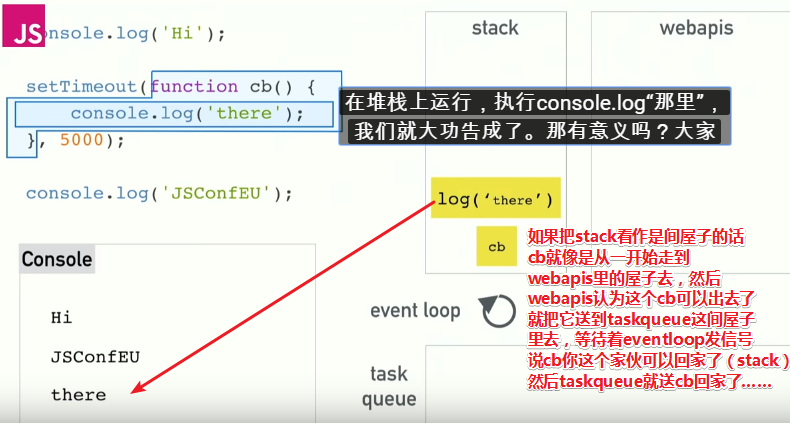 JS
console.log('Hi');
setTimeout(function cb() {
console.log('there');
}, 5000);
console.log('JSConfEU');
Console
Hi
JSConfEU
there
stack
webapis
在堆栈上运行，执行console.log“那里”，
我们就大功告成了。那有意义吗？大家
log('there')
cb
event loop
task
queue
如果把stack看作是间屋子的话
cb就像是从一开始走到
webapis里的屋子去，然后
webapis认为这个cb可以出去了
就把它送到taskqueue这间屋子
里去，等待着eventloop发信号
说cb你这个家伙可以回家了（stack）
然后taskqueue就送cb回家了……